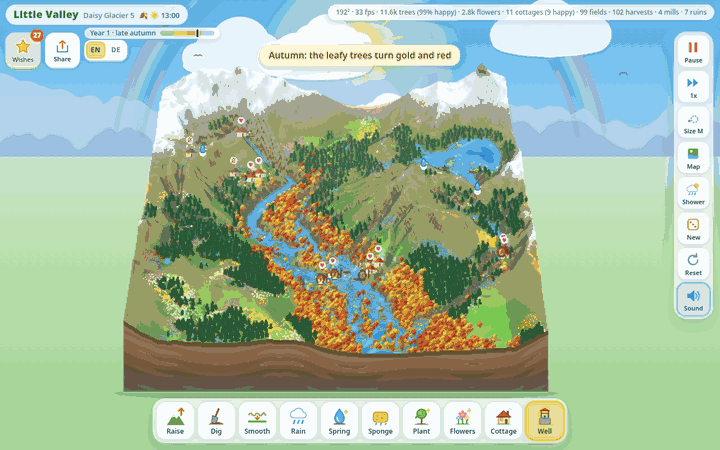 Little Valley Daisy Glacier 5 13:00
192² · 33 fps · 11.6k trees (99% happy) · 2.8k flowers · 11 cottages (9 happy) · 99 fields · 102 harvests · 4 mills · 7 ruins
27
Wishes
Share
Year 1 · late autumn
EN DE
Autumn: the leafy trees turn gold and red
Pause
1x
Size M
Map
Shower
New
Reset
Sound
Raise Dig Smooth Rain Spring Sponge Plant Flowers Cottage Well